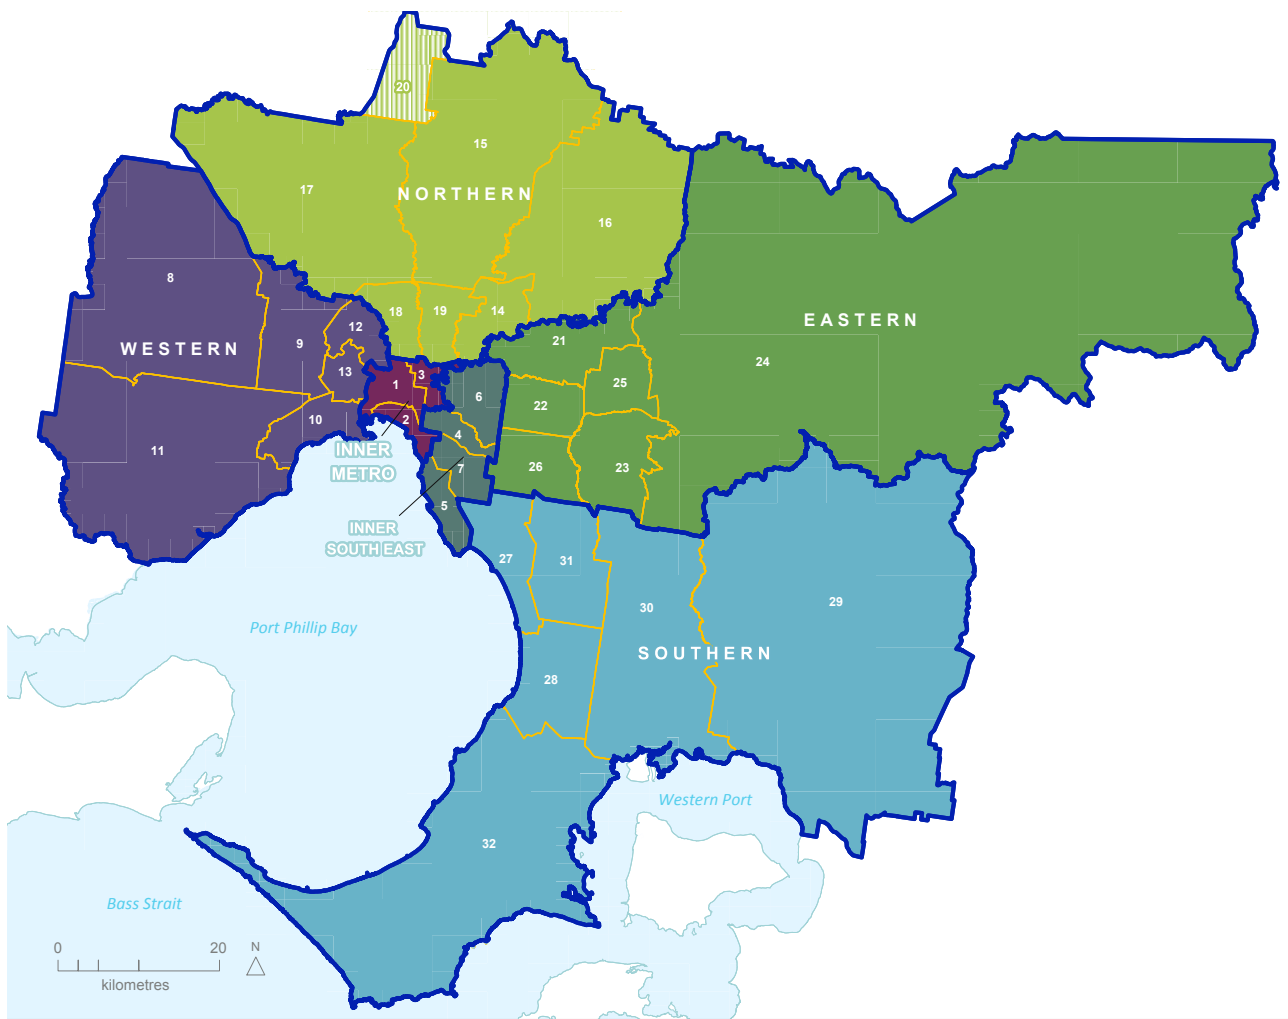 20
15
17
NORTHERN
16
8
18
19
14
12
9
WESTERN
13
EASTERN
21
24
1
3
25
6
22
10
2
4
11
INNER
METRO
26
23
7
5
INNER
SOUTH EAST
27
31
29
30
Port Phillip Bay
SOUTHERN
28
Western Port
32
Bass Strait
0 20 N
kilometres